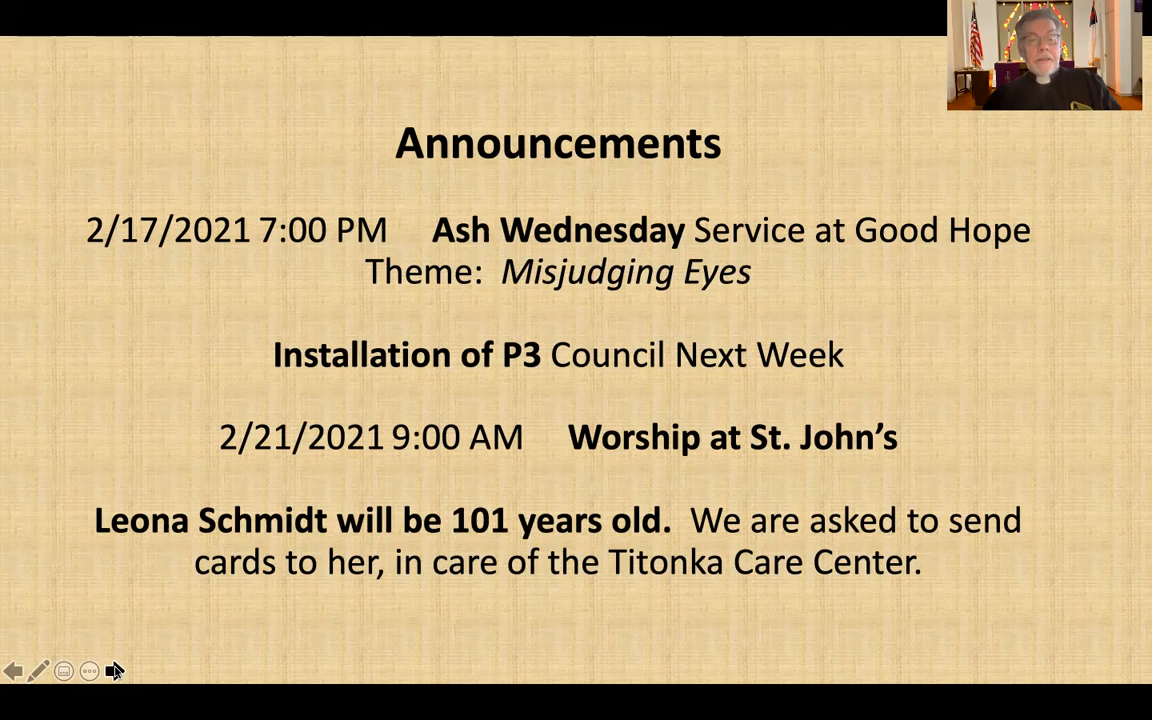 Announcements
2/17/2021 7:00 PM Ash Wednesday Service at Good Hope
Theme: Misjudging Eyes
Installation of P3 Council Next Week
2/21/2021 9:00 AM Worship at St. John’s
Leona Schmidt will be 101 years old. We are asked to send
cards to her, in care of the Titonka Care Center.